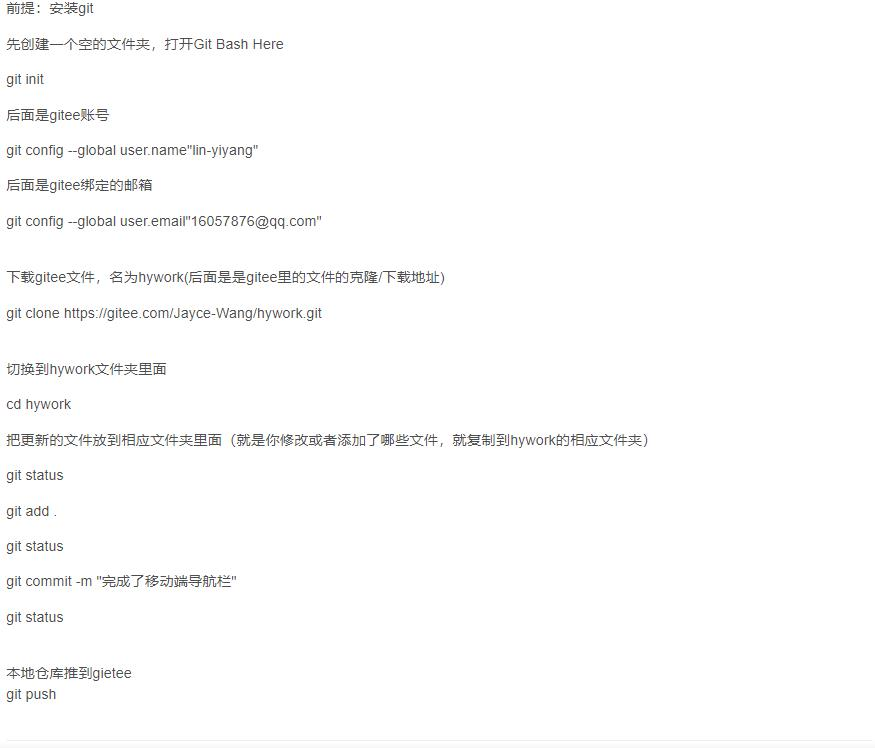 前提：安装git
先创建一个空的文件夹，打开Git Bash Here
git init
后面是gitee账号
git config --global user.name"lin-yiyang"
后面是gitee绑定的邮箱
git config --global user.email"16057876@qq.com"
下载gitee文件，名为hywork(后面是是gitee里的文件的克隆/下载地址)
git clone https://gitee.com/Jayce-Wang/hywork.git
切换到hywork文件夹里面
cd hywork
把更新的文件放到相应文件夹里面（就是你修改或者添加了哪些文件，就复制到hywork的相应文件夹）
git status
git add .
git status
git commit -m "完成了移动端导航栏"
git status
本地仓库推到gietee
git push